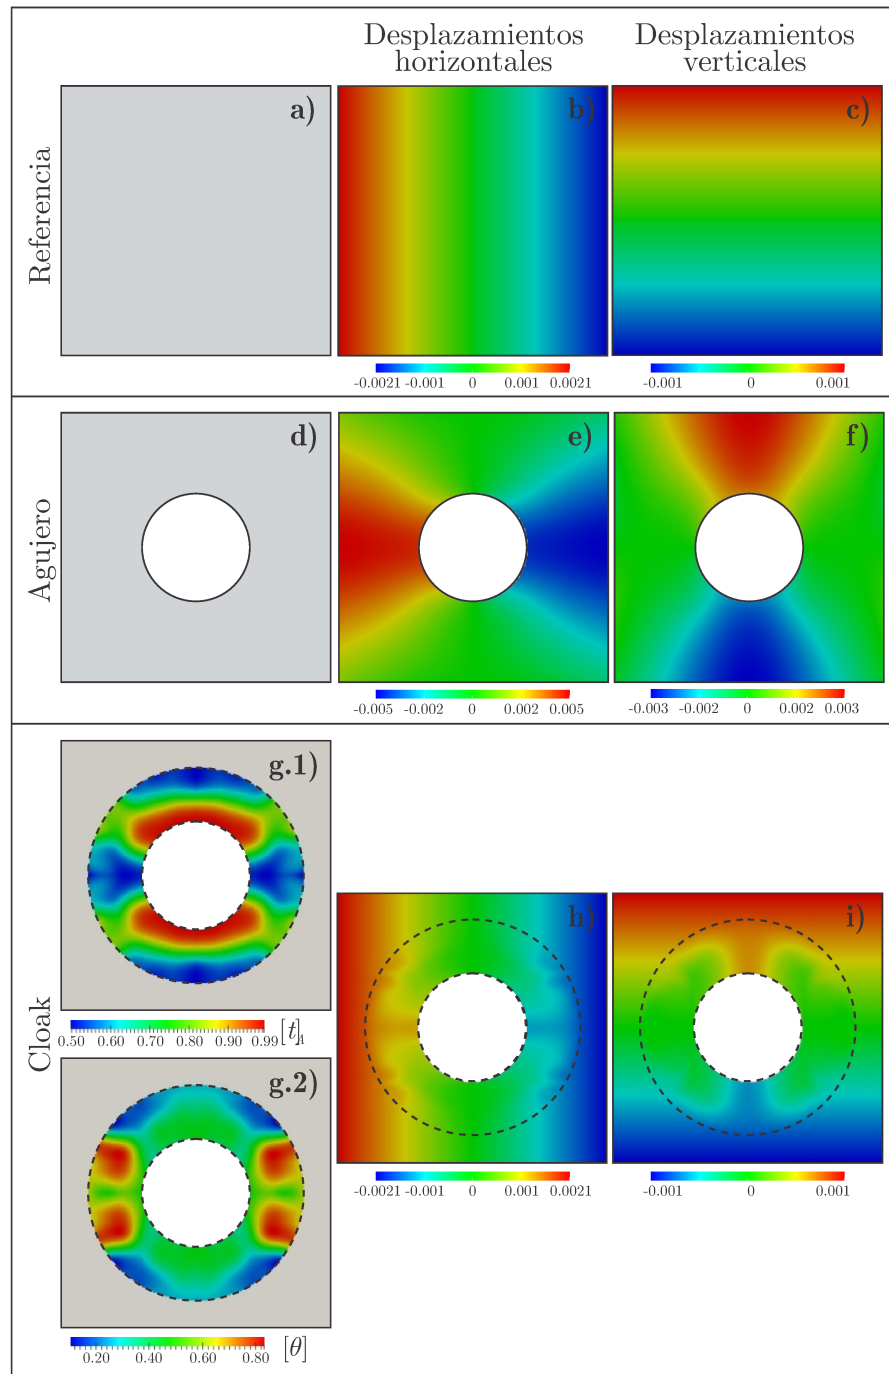 Desplazamientos
horizontales
Desplazamientos
verticales
Referencia
a)
b)
c)
-0.0021 -0.001 0 0.001 0.0021
-0.001 0 0.001
Agujero
d)
e)
f)
-0.005 -0.002 0 0.002 0.005
-0.003 -0.002 0 0.002 0.003
Cloak
g.1)
0.50 0.60 0.70 0.80 0.90 0.99 [t]
g.2)
0.20 0.40 0.60 0.80 [θ]
h)
i)
-0.0021 -0.001 0 0.001 0.0021
-0.001 0 0.001